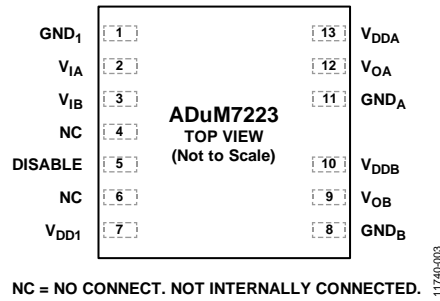 GND1 1 13 VDDA
VIA 2 12 VOA
VIB 3 11 GNDA
ADuM7223
TOP VIEW
(Not to Scale)
NC 4
DISABLE 5 10 VDDB
NC 6 9 VOB
VDD1 7 8 GNDB
NC = NO CONNECT. NOT INTERNALLY CONNECTED.
11740-003